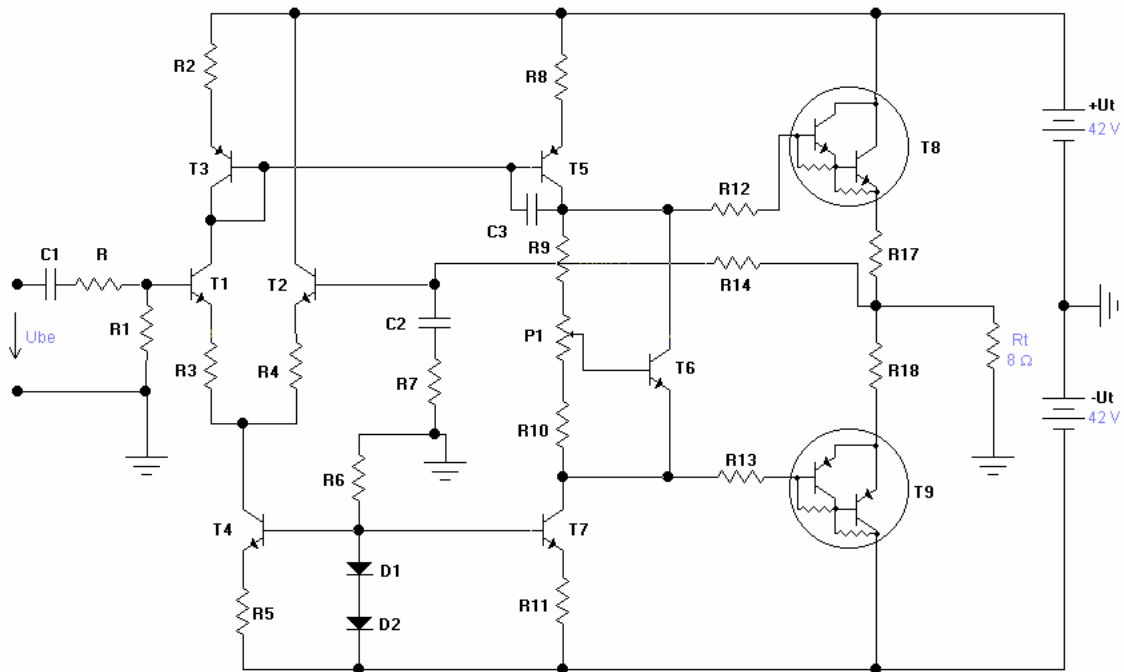 R2
R8
+Ut
42 V
T3
T5
T8
R12
C3
C1
R
R9
R17
T1
T2
R14
R1
Ube
C2
P1
Rt
8 Ω
R3
R4
R7
T6
R18
-Ut
42 V
R10
R6
R13
T4
T7
T9
D1
R5
D2
R11